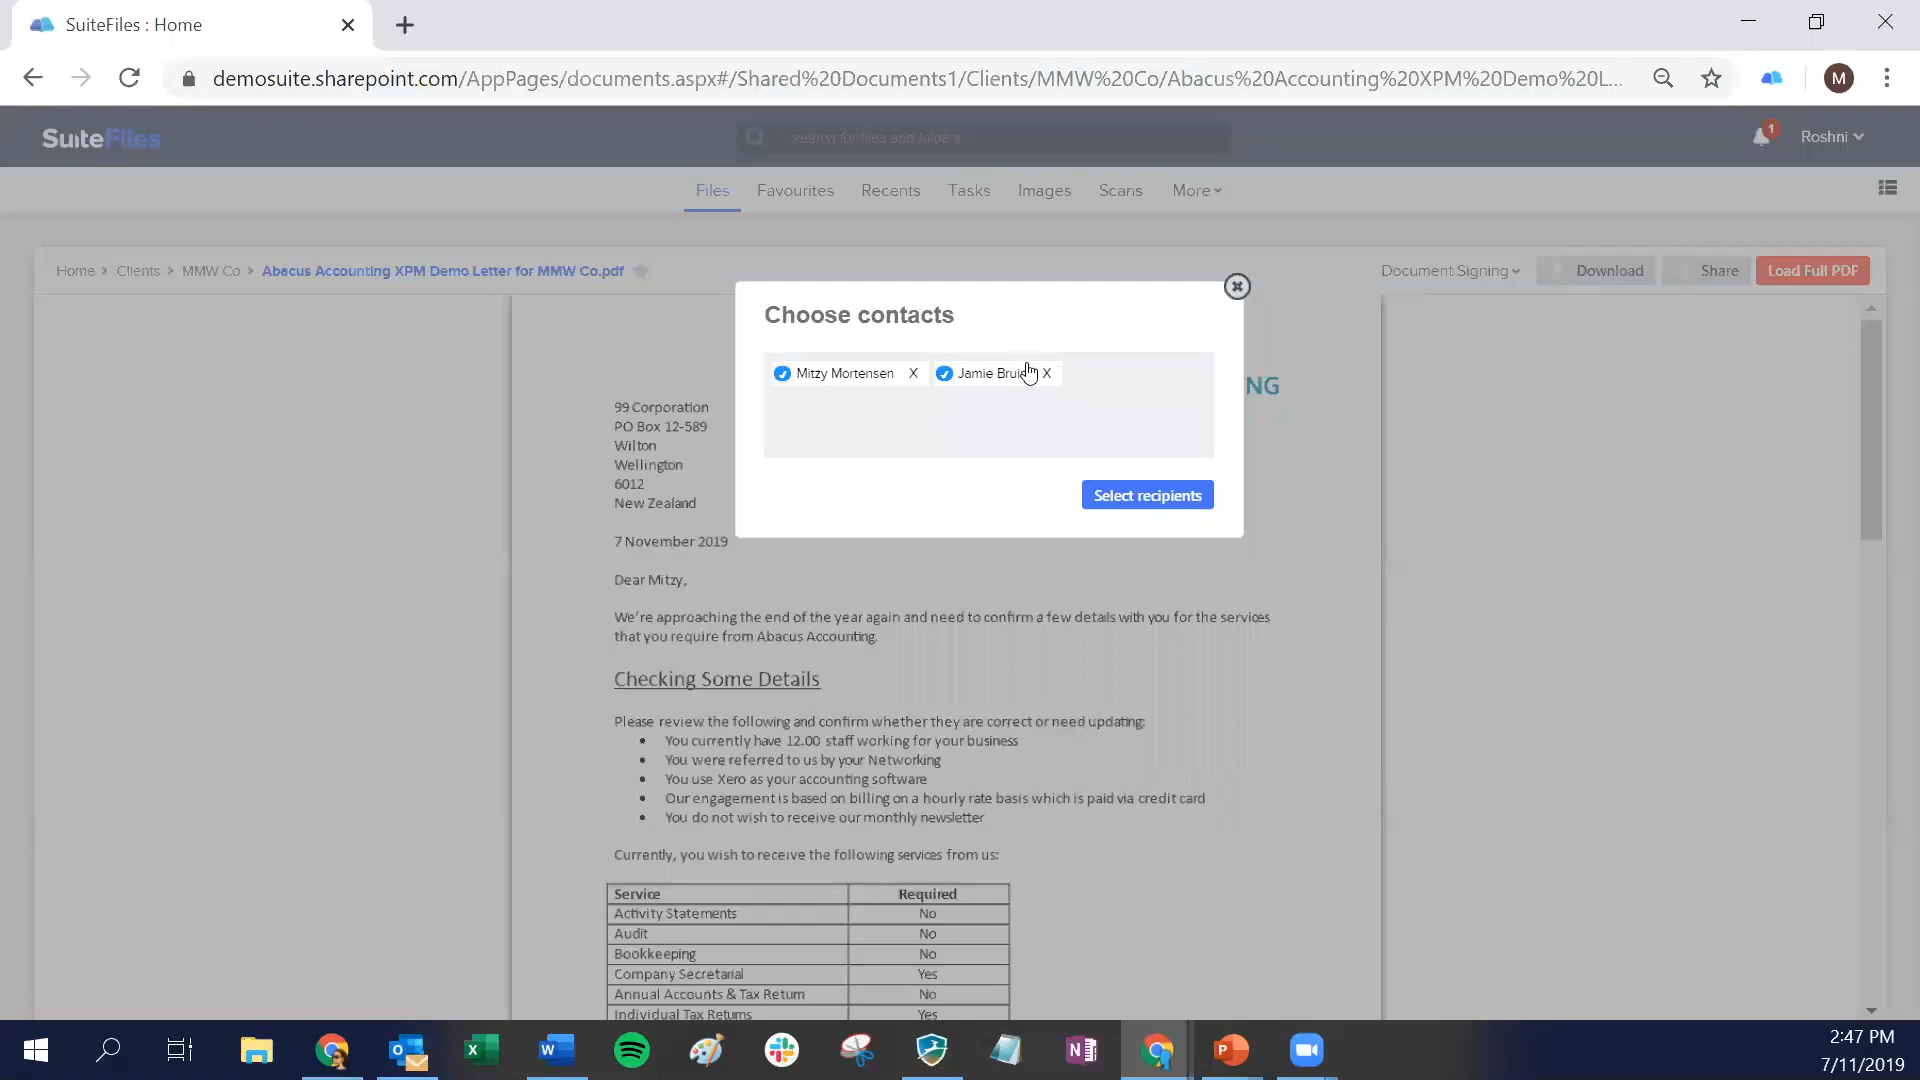 SuiteFiles : Home
demosuite.sharepoint.com/AppPages/documents.aspx#/Shared%20Documents1/Clients/MMW%20Co/Abacus%20Accounting%20XPM%20Demo%20L...
M
SuiteFiles
search for files and folders
1
Roshni
Files Favourites Recents Tasks Images Scans More
Home > Clients > MMW Co > Abacus Accounting XPM Demo Letter for MMW Co.pdf
Document Signing Download Share Load Full PDF
Choose contacts
Mitzy Mortensen X Jamie X
NG
Select recipients
99 Corporation
PO Box 12-589
Wilton
Wellington
6012
New Zealand
7 November 2019
Dear Mitzy,
We're approaching the end of the year again and need to confirm a few details with you for the services
that you require from Abacus Accounting.
Checking Some Details
Please review the following and confirm whether they are correct or need updating:
• You currently have 12.00 staff working for your business
• You were referred to us by your Networking
• You use Xero as your accounting software
• Our engagement is based on billing on a hourly rate basis which is paid via credit card
• You do not wish to receive our monthly newsletter
Currently, you wish to receive the following services from us:
Service Required
Activity Statements No
Audit No
Bookkeeping No
Company Secretarial Yes
Annual Accounts & Tax Return No
Individual Tax Returns Yes
2:47 PM
7/11/2019